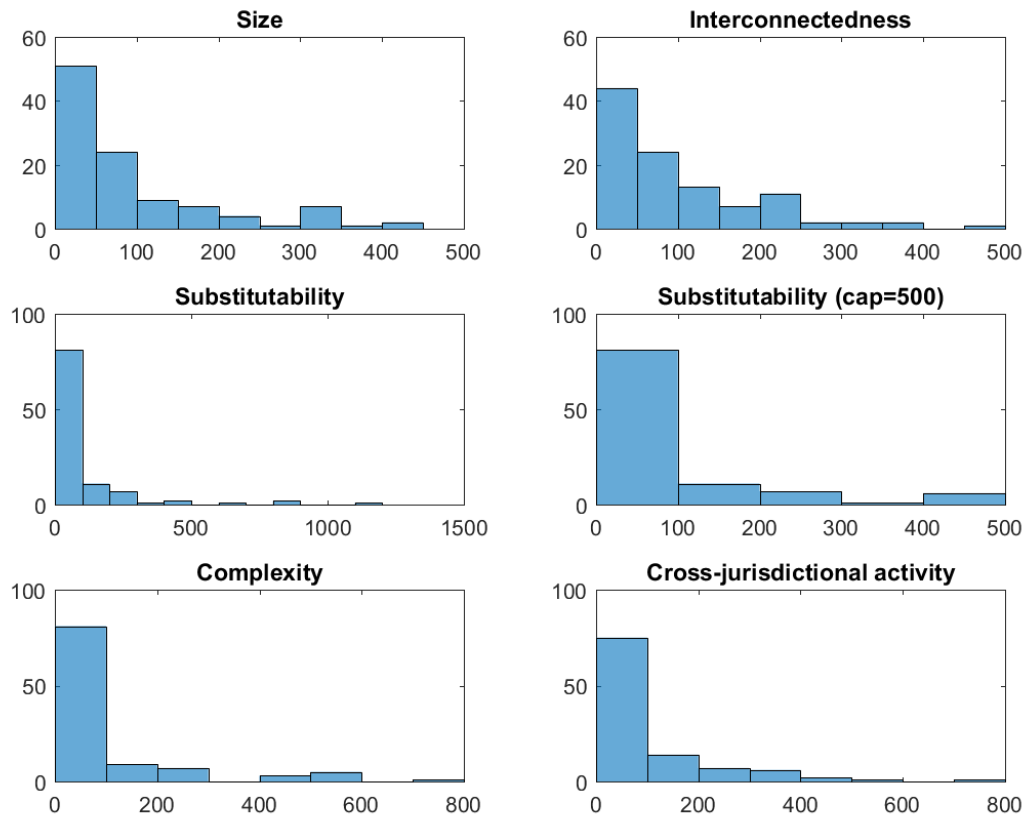 Size
60
40
20
0
0 100 200 300 400 500
Interconnectedness
60
40
20
0
0 100 200 300 400 500
Substitutability
100
50
0
0 500 1000 1500
Substitutability (cap=500)
100
50
0
0 100 200 300 400 500
Complexity
100
50
0
0 200 400 600 800
Cross-jurisdictional activity
100
50
0
0 200 400 600 800